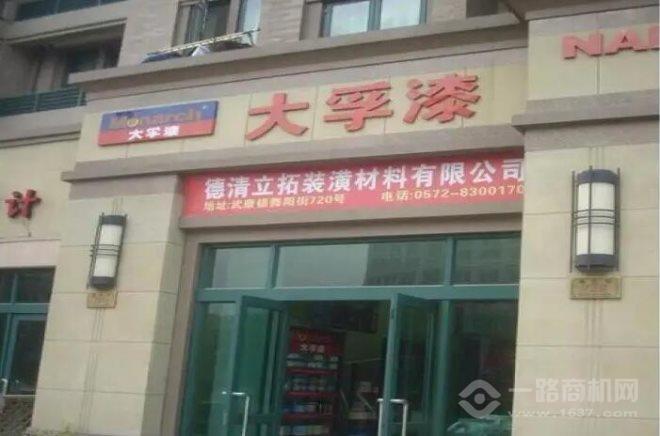 NAI
Monarch
大孚漆
大孚漆
德清立拓装潢材料有限公司
计
地址:武康镇舞阳街720号 电话:0572-8300170
大孚漆
一路商机网
www.1637.com